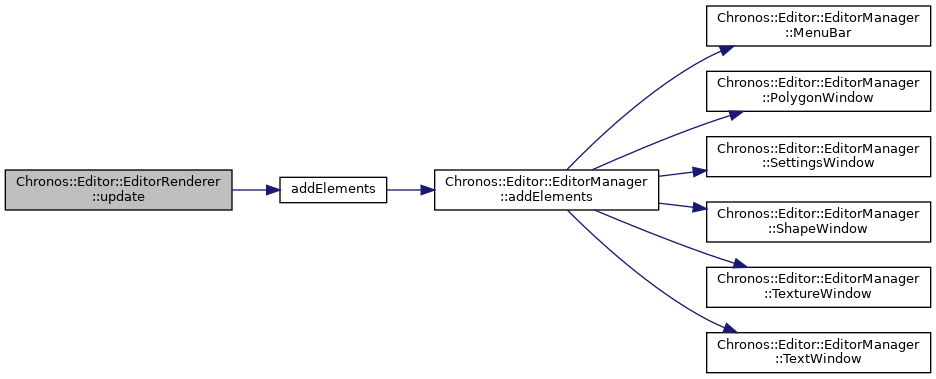 Chronos::Editor::EditorRenderer
::update
addElements
Chronos::Editor::EditorManager
::addElements
Chronos::Editor::EditorManager
::MenuBar
Chronos::Editor::EditorManager
::PolygonWindow
Chronos::Editor::EditorManager
::SettingsWindow
Chronos::Editor::EditorManager
::ShapeWindow
Chronos::Editor::EditorManager
::TextureWindow
Chronos::Editor::EditorManager
::TextWindow